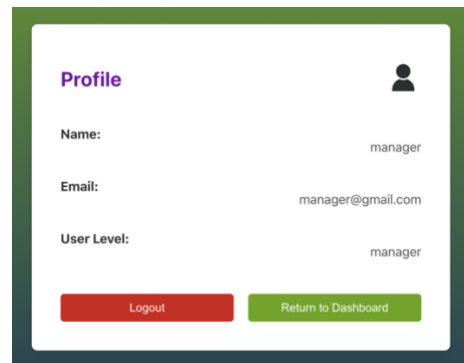 Profile
Name:
manager
Email:
manager@gmail.com
User Level:
manager
Logout
Return to Dashboard